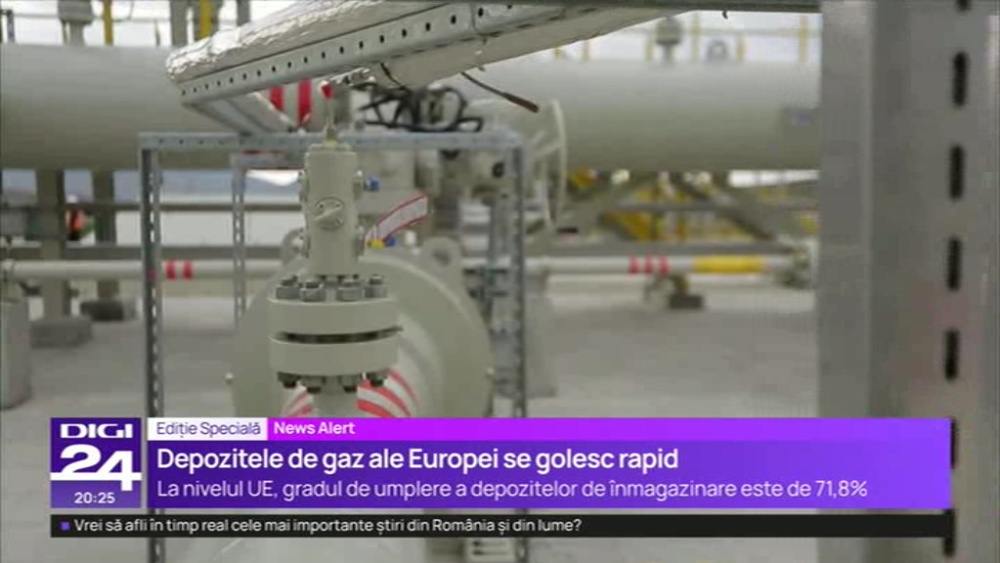 DIGI
24
20:25
Ediție Specială
News Alert
Depozitele de gaz ale Europei se golesc rapid
La nivelul UE, gradul de umplere a depozitelor de înmagazinare este de 71,8%
Vrei să afli în timp real cele mai importante știri din România și din lume?